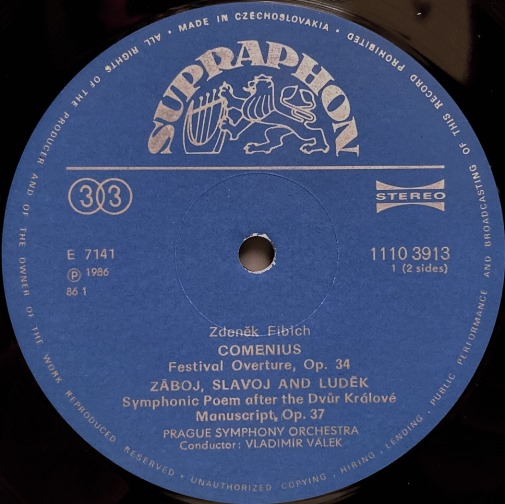 MADE IN CZECHOSLOVAKIA • ALL RIGHTS OF THE PRODUCER AND OF THE OWNER OF THE WORK REPRODUCED RESERVED • UNAUTHORIZED COPYING • HIRING • LENDING • PUBLIC PERFORMANCE AND BROADCASTING OF THIS RECORD PROHIBITED •
SUPRAPHON
33
STEREO
E 7141
℗ 1986
86 1
1110 3913
1 (2 sides)
Zdeněk Fibich
COMENIUS
Festival Overture, Op. 34
ZÁBOJ, SLAVOJ AND LUDĚK
Symphonic Poem after the Dvůr Králové
Manuscript, Op. 37
PRAGUE SYMPHONY ORCHESTRA
Conductor: VLADIMÍR VÁLEK